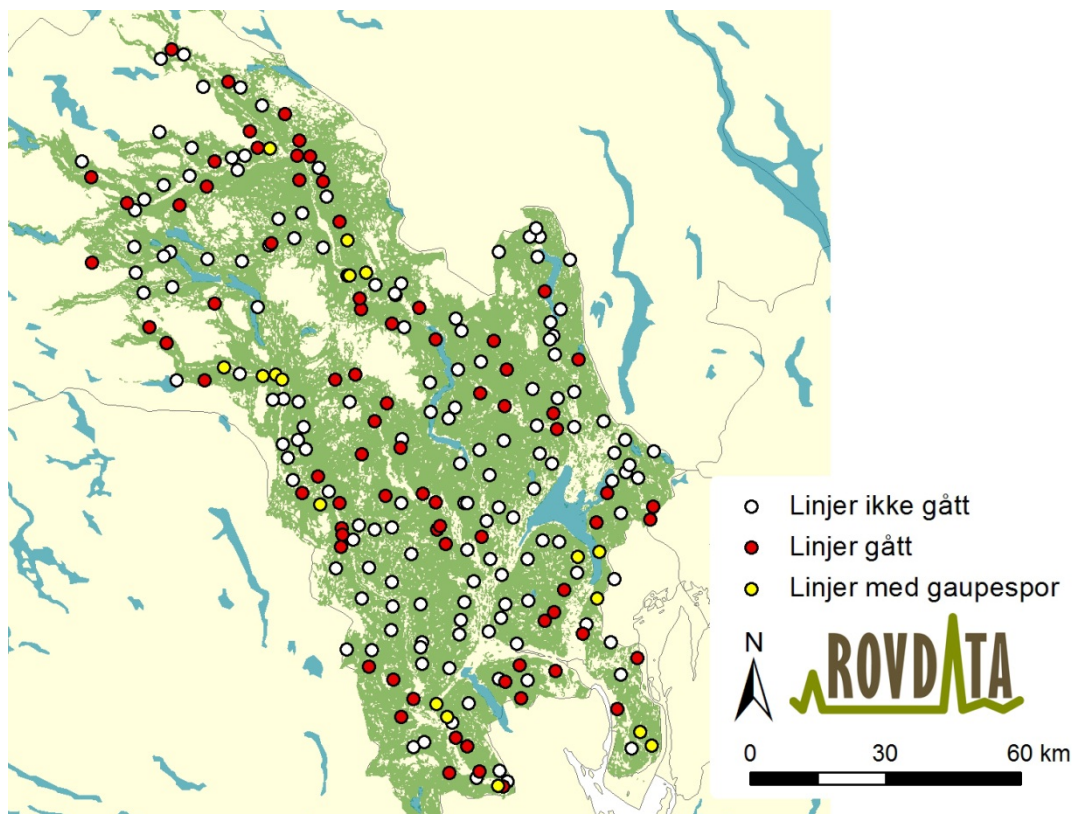 Linjer ikke gått
Linjer gått
Linjer med gaupespor
N
ROVDATA
0 30 60 km